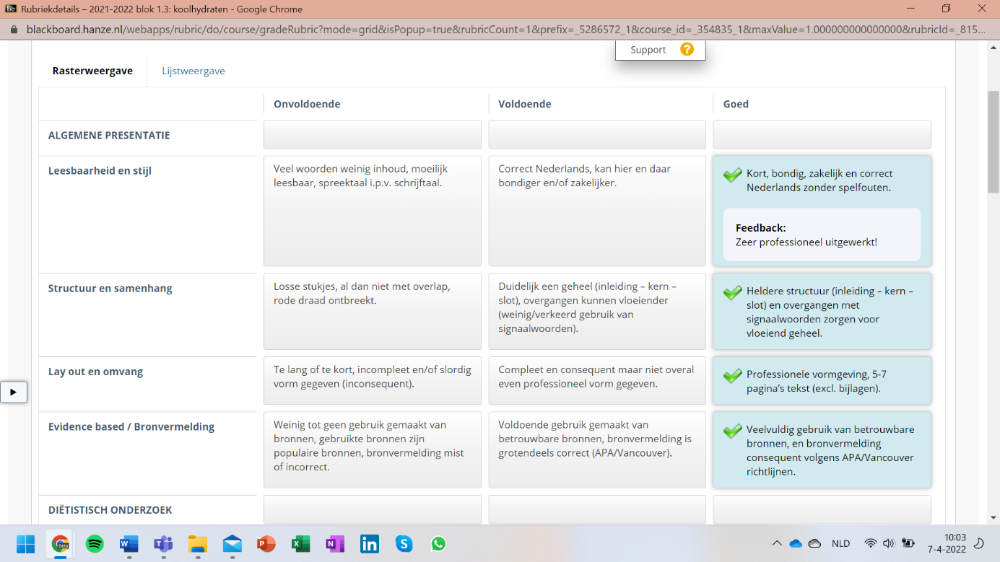 Rubriekdetails – 2021-2022 blok 1.3: koolhydraten - Google Chrome
blackboard.hanze.nl/webapps/rubric/do/course/gradeRubric?mode=grid&isPopup=true&rubricCount=1&prefix=_5286572_1&course_id=_354835_1&maxValue=1.000000000000000&rubricId=_815...
Support ?
Rasterweergave Lijstweergave
Onvoldoende Voldoende Goed
ALGEMENE PRESENTATIE
Leesbaarheid en stijl
Veel woorden weinig inhoud, moeilijk
leesbaar, spreektaal i.p.v. schrijftaal.
Correct Nederlands, kan hier en daar
bondiger en/of zakelijker.
Kort, bondig, zakelijk en correct
Nederlands zonder spelfouten.
Feedback:
Zeer professioneel uitgewerkt!
Structuur en samenhang
Losse stukjes, al dan niet met overlap,
rode draad ontbreekt.
Duidelijk een geheel (inleiding – kern –
slot), overgangen kunnen vloeiender
(weinig/verkeerd gebruik van
signaalwoorden).
Heldere structuur (inleiding – kern –
slot) en overgangen met
signaalwoorden zorgen voor
vloeiend geheel.
Lay out en omvang
Te lang of te kort, incompleet en/of slordig
vorm gegeven (inconsequent).
Compleet en consequent maar niet overal
even professioneel vorm gegeven.
Professionele vormgeving, 5-7
pagina's tekst (excl. bijlagen).
Evidence based / Bronvermelding
Weinig tot geen gebruik gemaakt van
bronnen, gebruikte bronnen zijn
populaire bronnen, bronvermelding mist
of incorrect.
Voldoende gebruik gemaakt van
betrouwbare bronnen, bronvermelding is
grotendeels correct (APA/Vancouver).
Veelvuldig gebruik van betrouwbare
bronnen, en bronvermelding
consequent volgens APA/Vancouver
richtlijnen.
DIËTISTISCH ONDERZOEK
NLD
10:03
7-4-2022